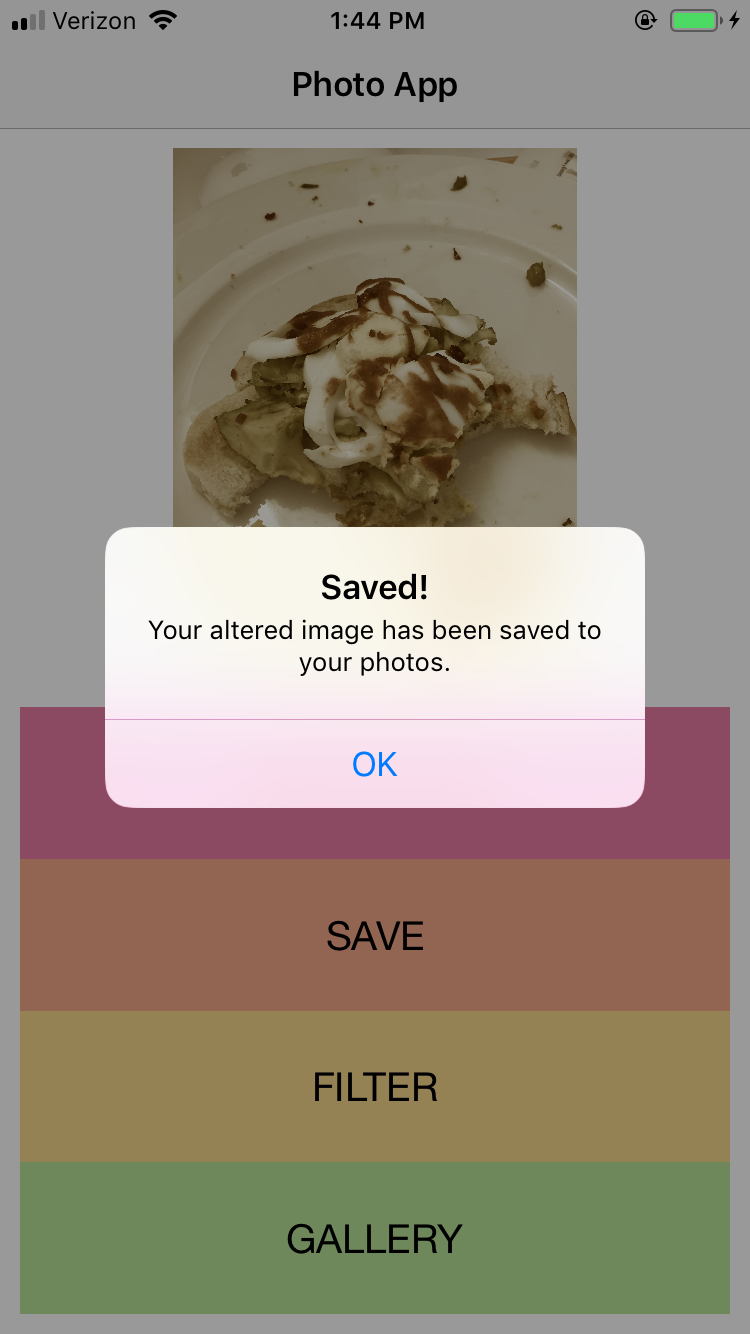 Verizon 1:44 PM
Photo App
Saved!
Your altered image has been saved to
your photos.
OK
SAVE
FILTER
GALLERY